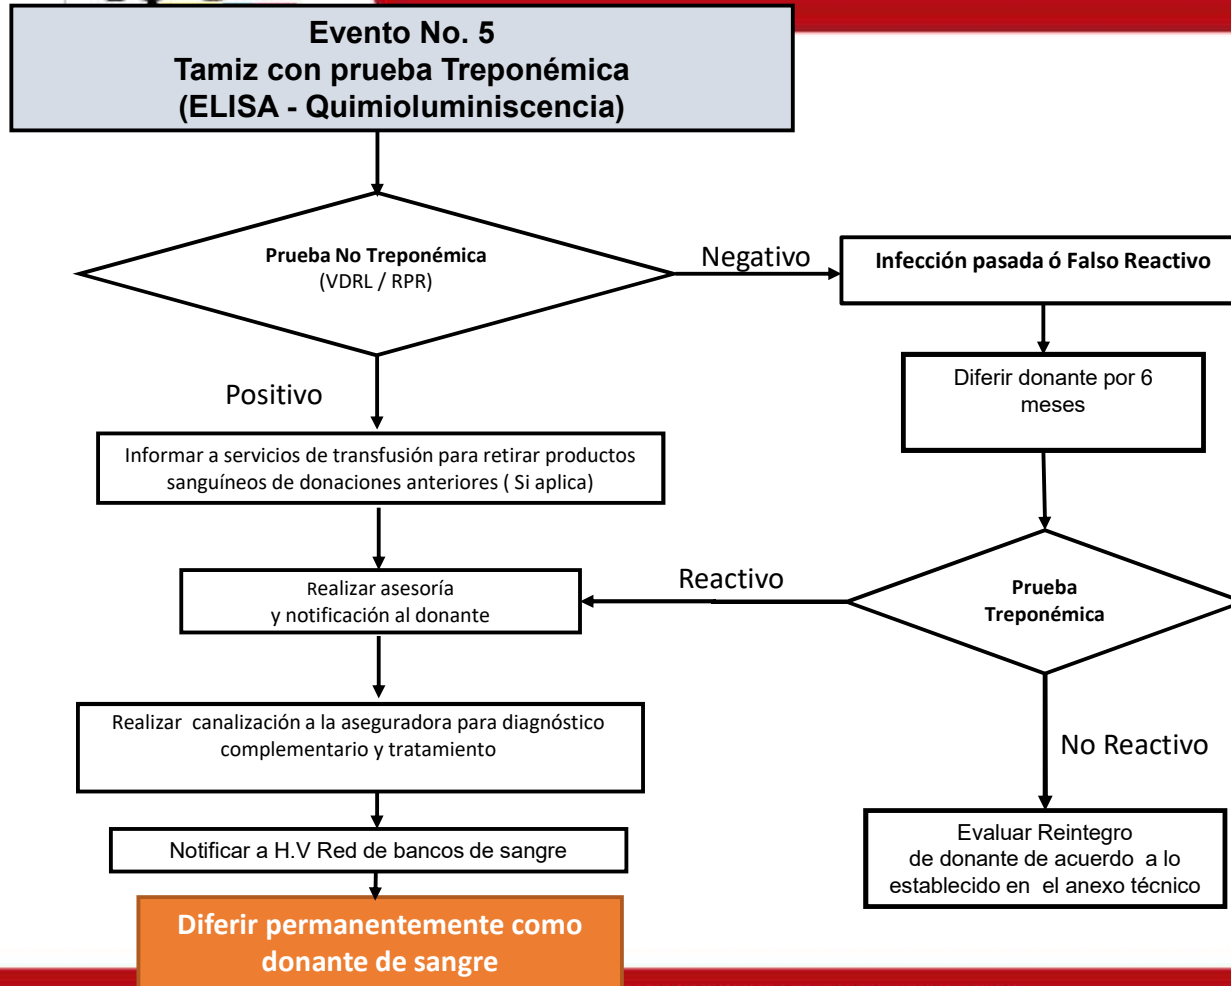 Evento No. 5
Tamiz con prueba Treponémica
(ELISA - Quimioluminiscencia)
Prueba No Treponémica
(VDRL / RPR)
Negativo
Infección pasada ó Falso Reactivo
Diferir donante por 6
meses
Positivo
Informar a servicios de transfusión para retirar productos
sanguíneos de donaciones anteriores ( Si aplica)
Realizar asesoría
y notificación al donante
Reactivo
Prueba
Treponémica
Realizar canalización a la aseguradora para diagnóstico
complementario y tratamiento
No Reactivo
Notificar a H.V Red de bancos de sangre
Evaluar Reintegro
de donante de acuerdo a lo
establecido en el anexo técnico
Diferir permanentemente como
donante de sangre